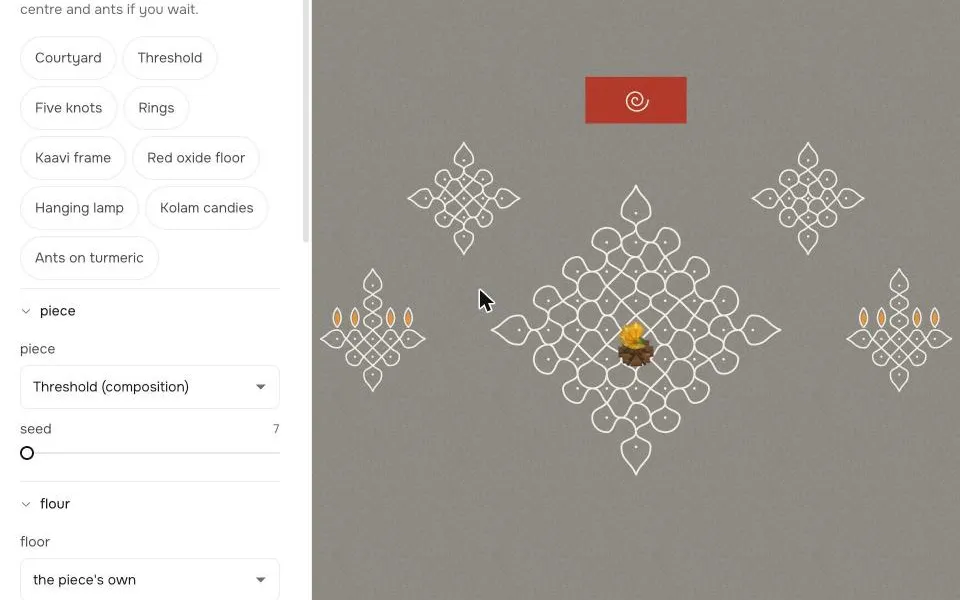 centre and ants if you wait.
Courtyard
Threshold
Five knots
Rings
Kaavi frame
Red oxide floor
Hanging lamp
Kolam candies
Ants on turmeric
piece
piece
Threshold (composition)
seed
7
flour
floor
the piece's own